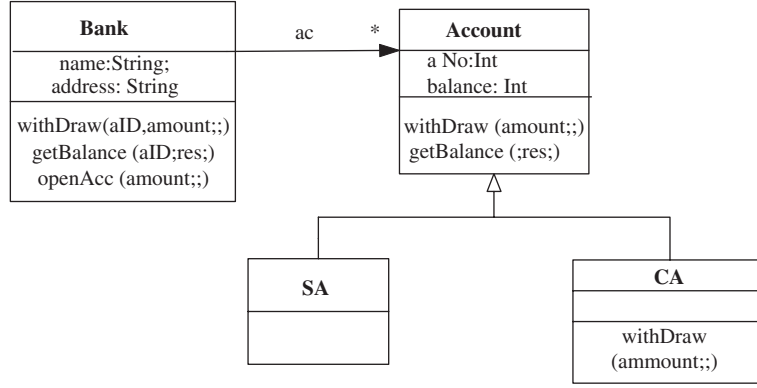 Bank
name:String;
address: String
withDraw(aID,amount;;)
getBalance (aID;res;)
openAcc (amount;;)
ac
*
Account
a No:Int
balance: Int
withDraw (amount;;)
getBalance (;res;)
SA
CA
withDraw
(ammount;;)